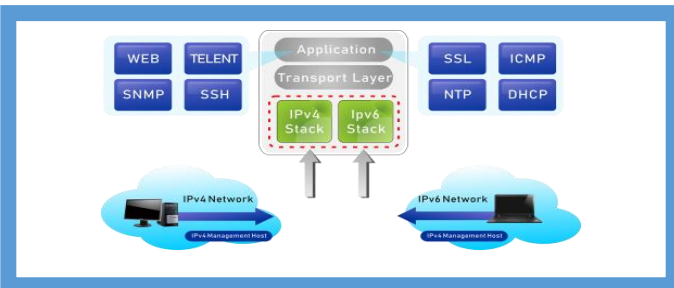 WEB
TELENT
SNMP
SSH
Application
Transport Layer
IPv4
Stack
Ipv6
Stack
SSL
ICMP
NTP
DHCP
IPv4 Network
IPv4 Management Host
IPv6 Network
IPv4 Management Host